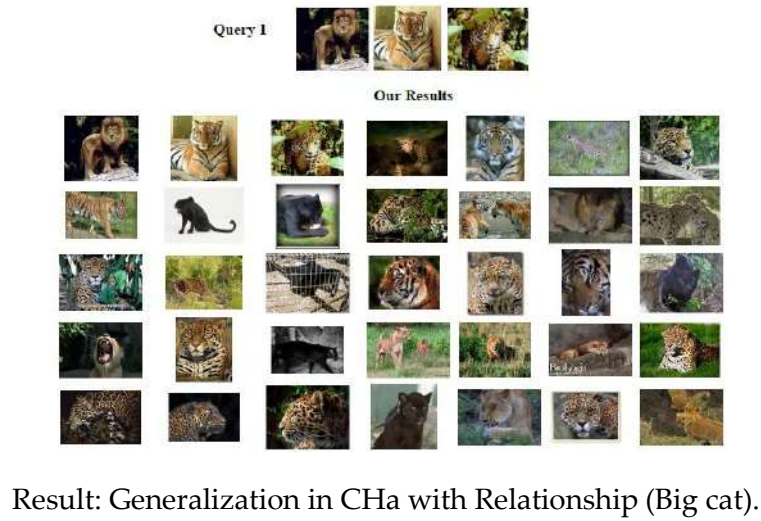 Query 1
Our Results
Result: Generalization in CHa with Relationship (Big cat).